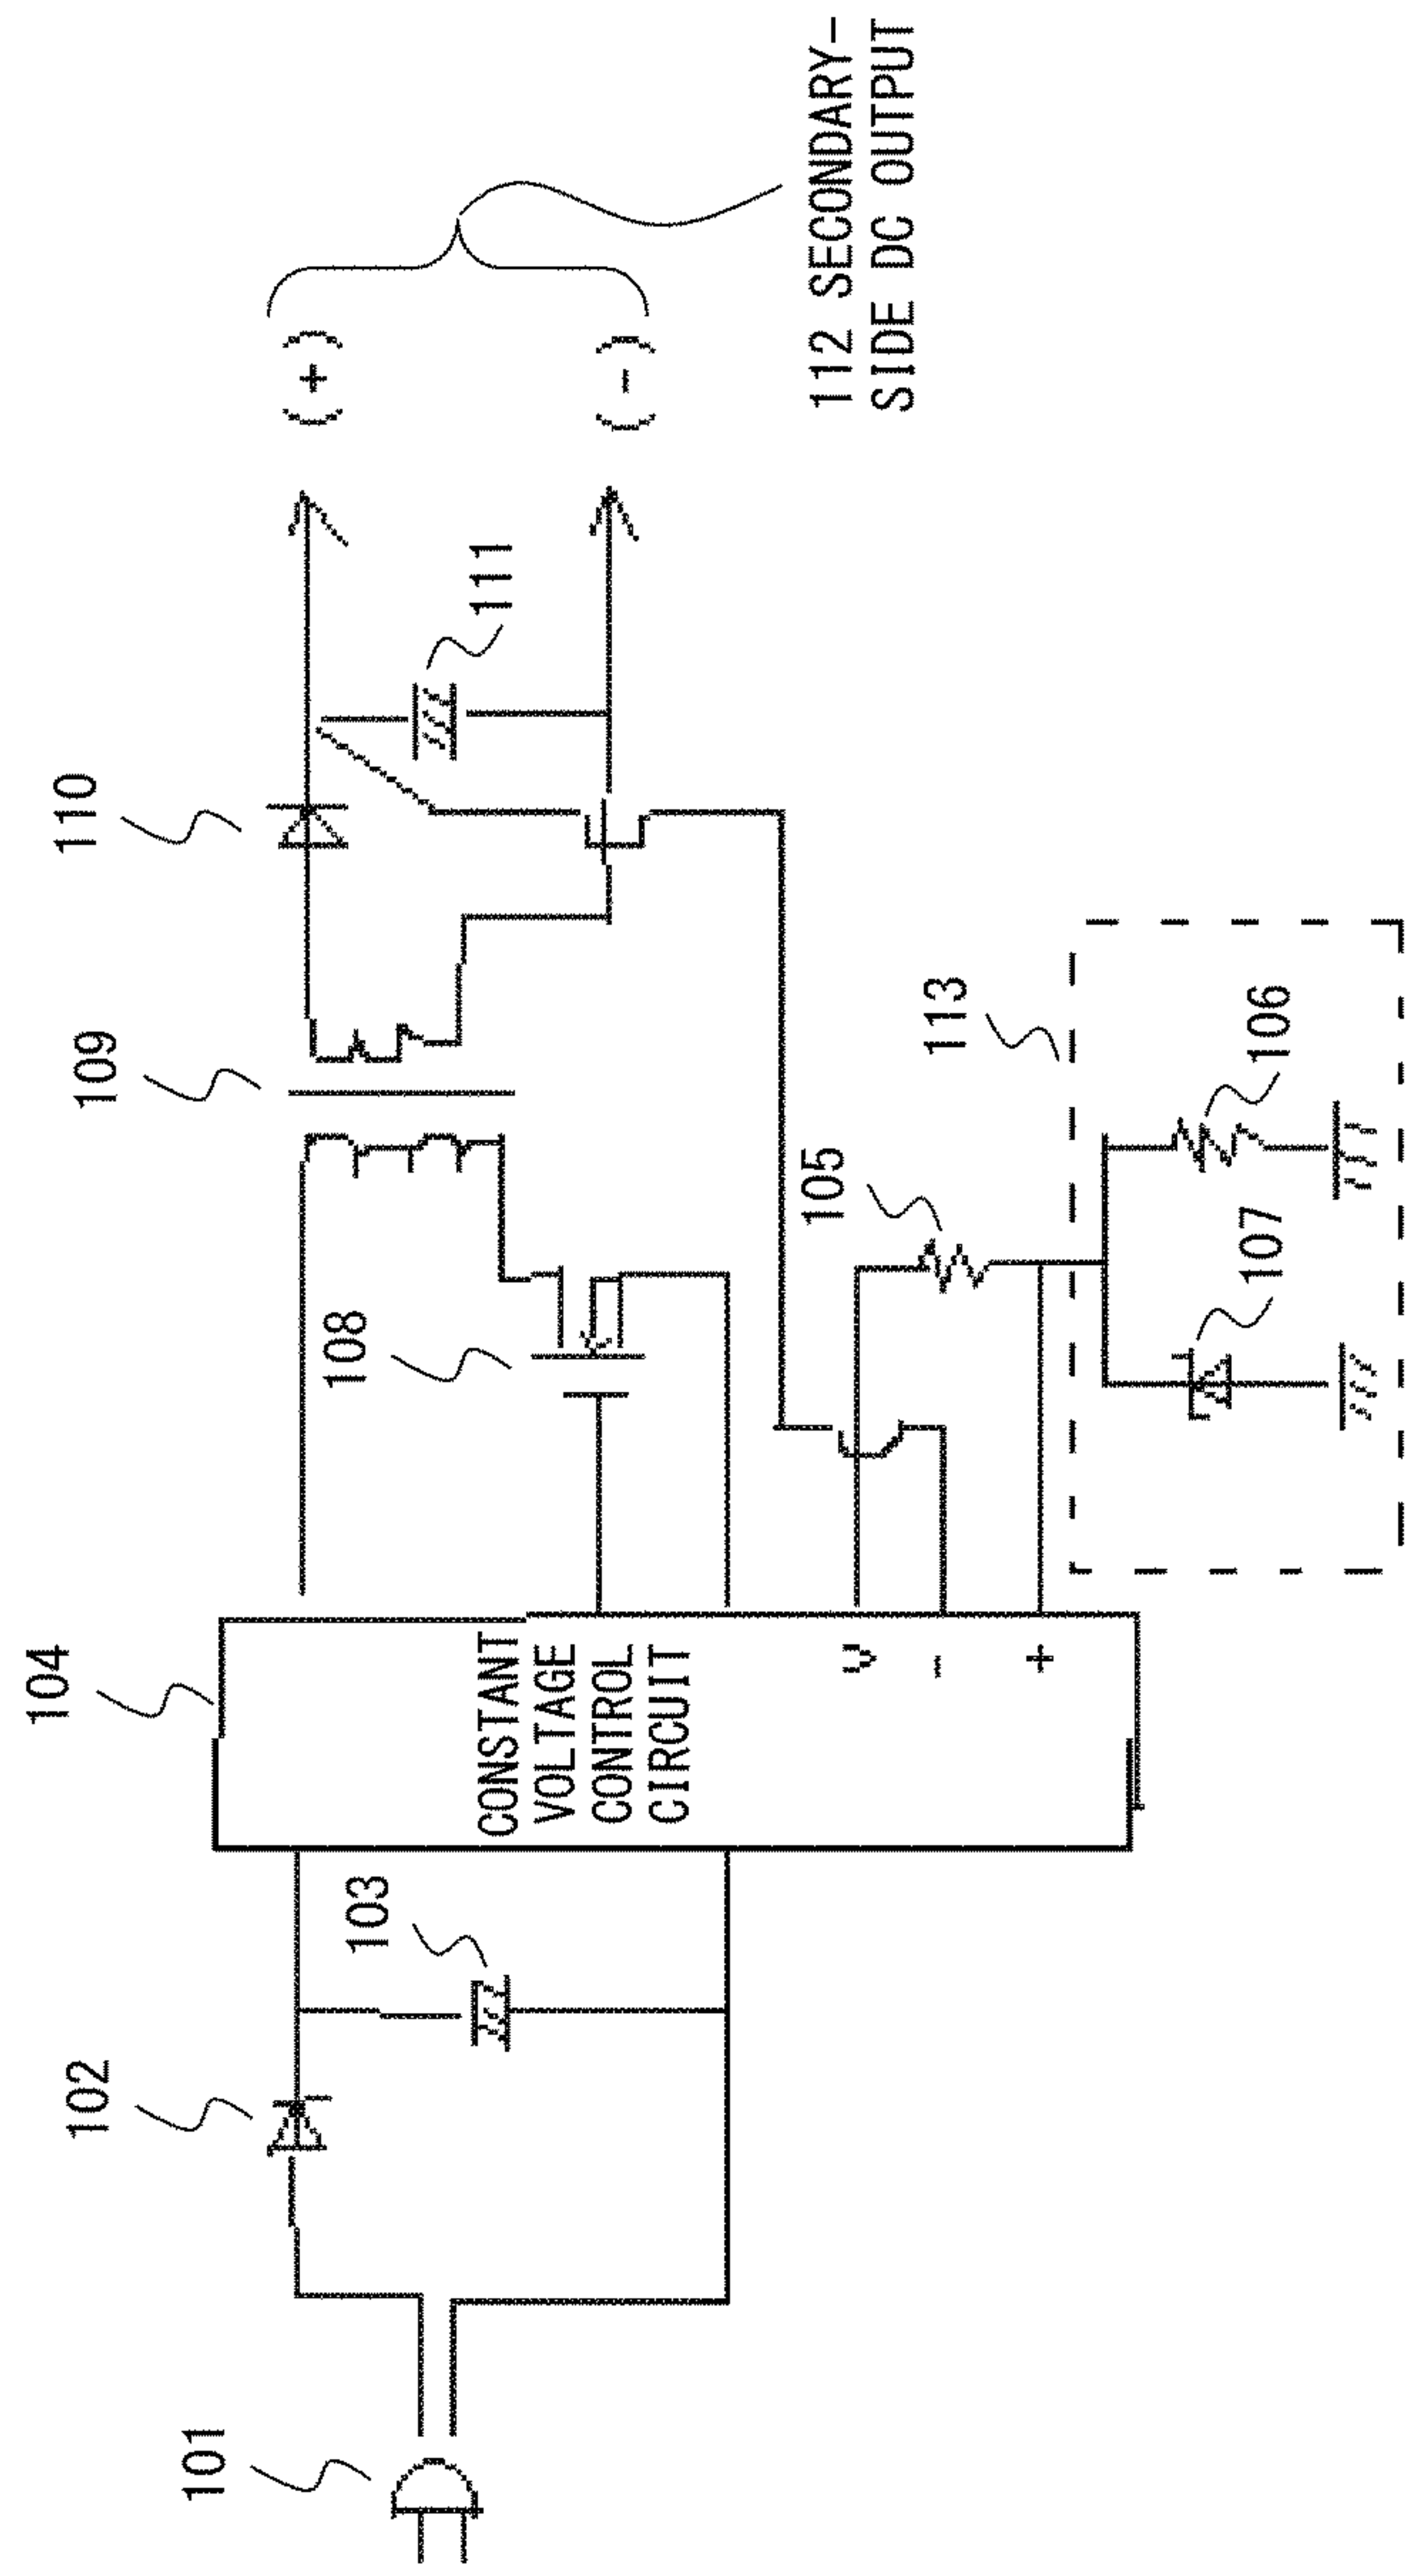 101
102
103
104
CONSTANT
VOLTAGE
CONTROL
CIRCUIT
V
-
+
108
109
110
111
(+)
(-)
112 SECONDARY-
SIDE DC OUTPUT
105
113
107
106